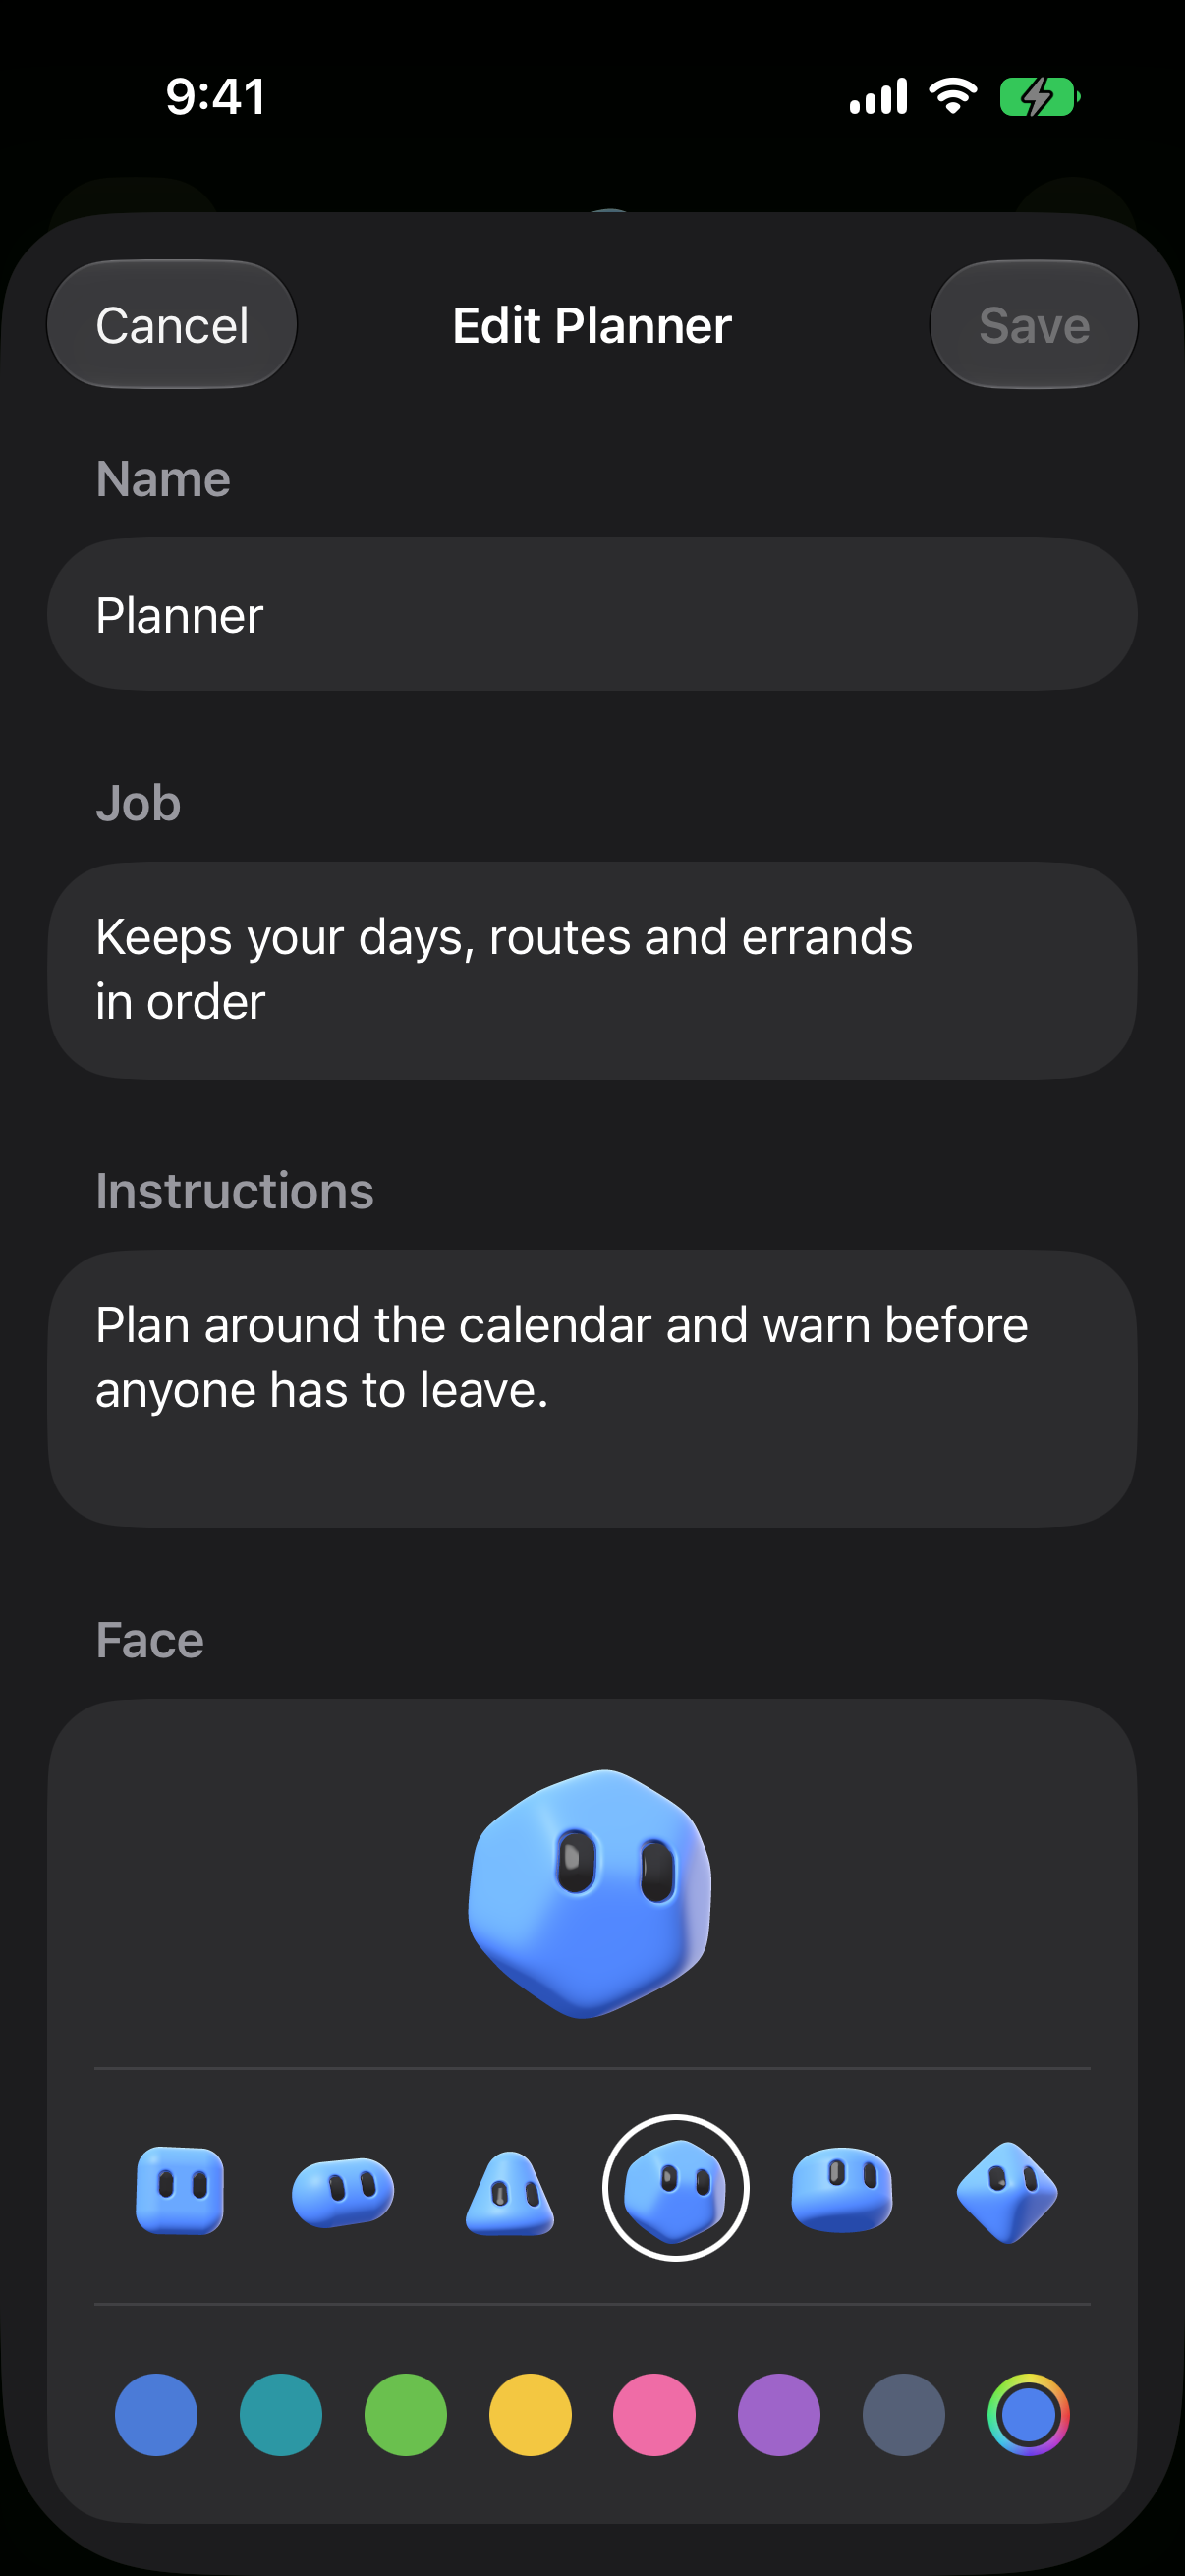 9:41
Cancel
Edit Planner
Save
Name
Planner
Job
Keeps your days, routes and errands
in order
Instructions
Plan around the calendar and warn before
anyone has to leave.
Face